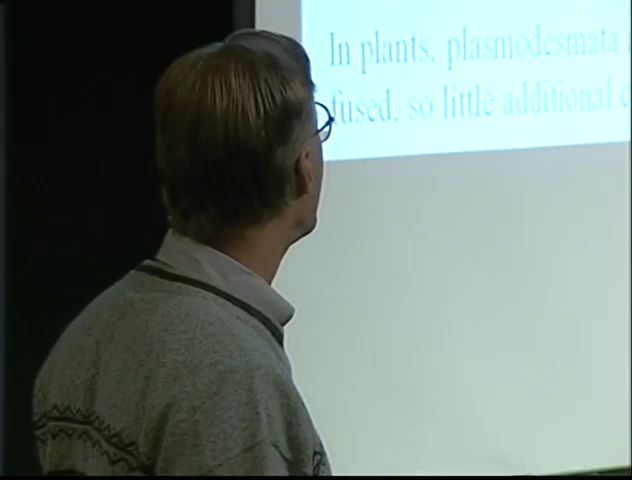 In plants, plasmodesmata
fused, so little additional